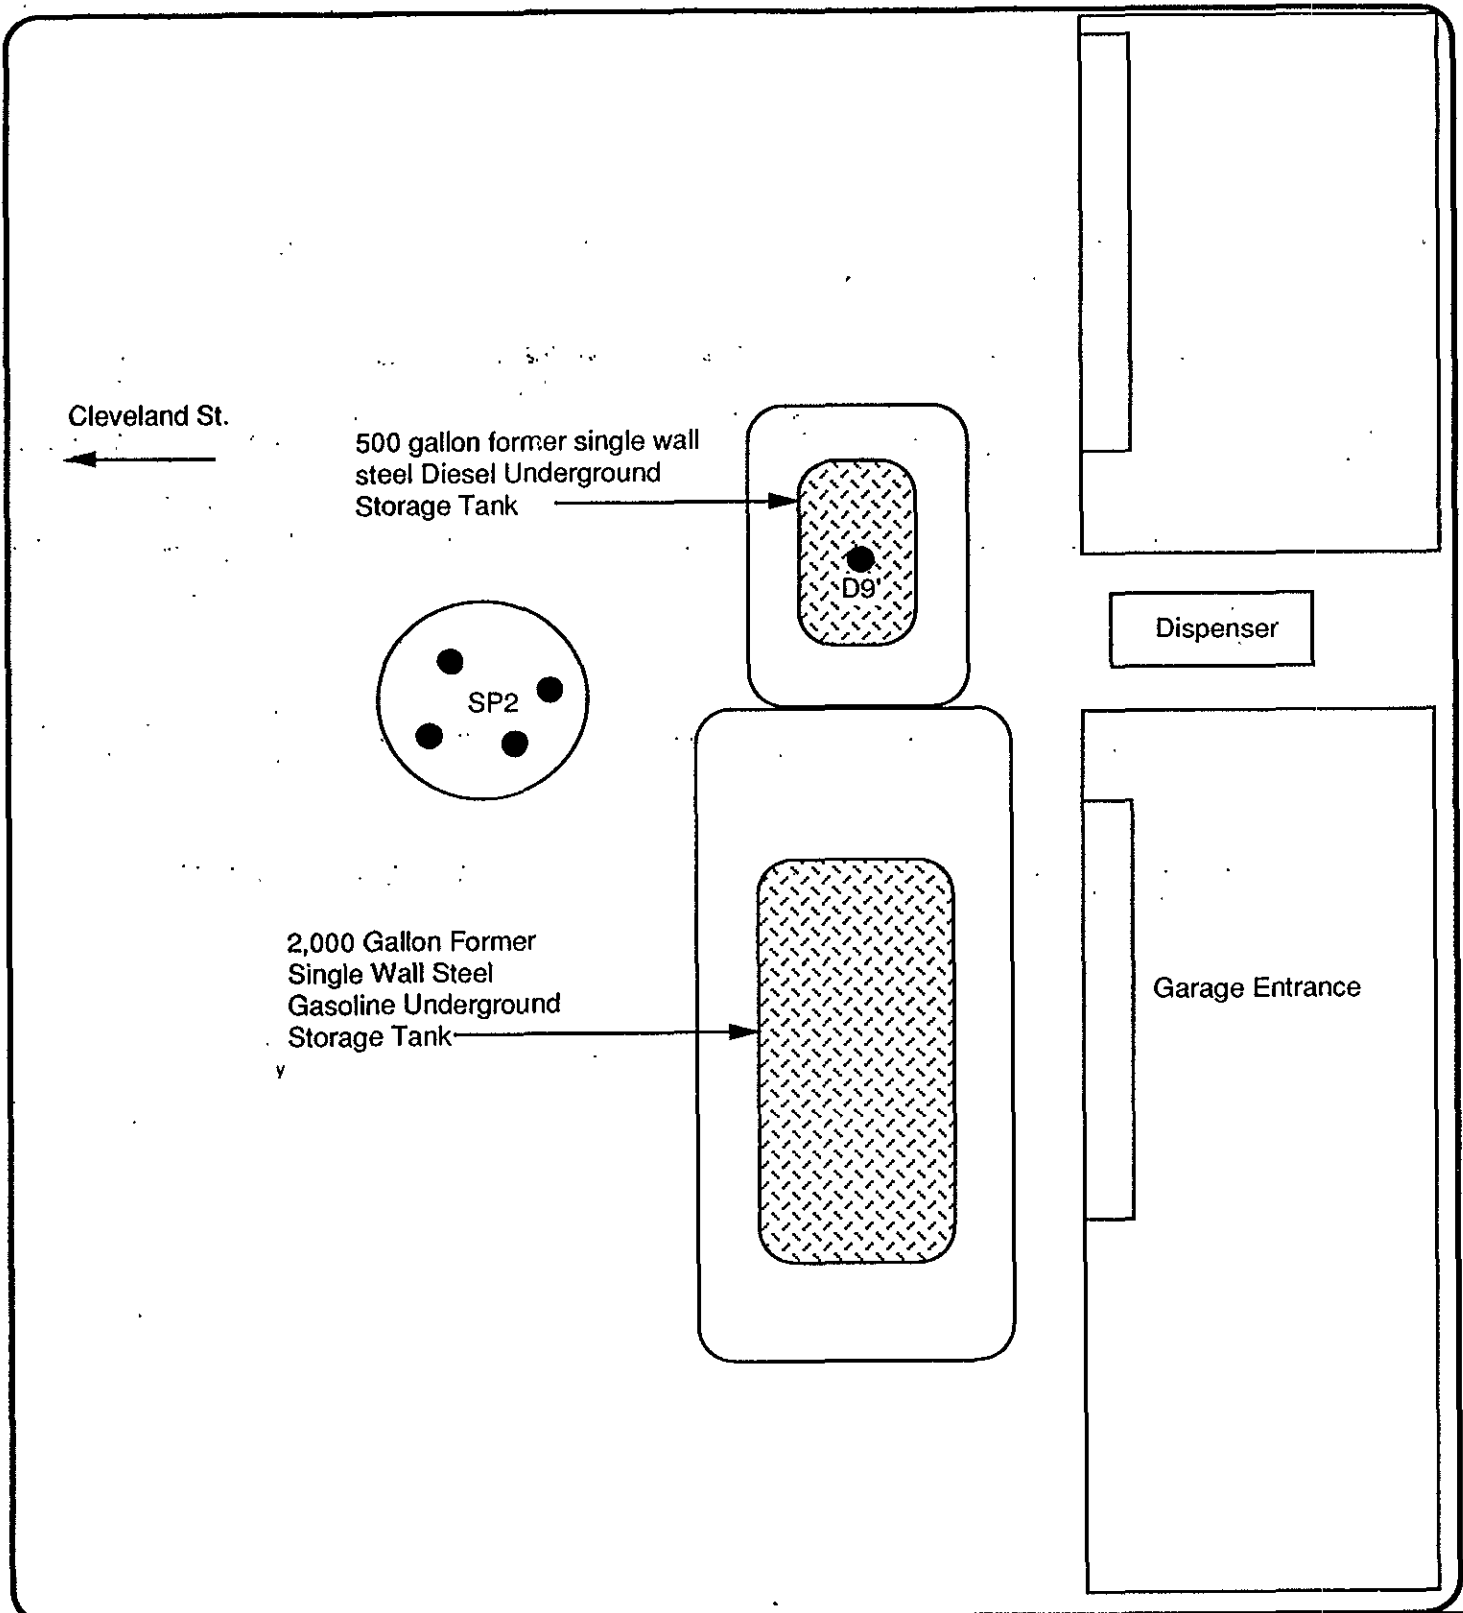 Cleveland St.
500 gallon former single wall
steel Diesel Underground
Storage Tank
D9'
Dispenser
SP2
2,000 Gallon Former
Single Wall Steel
Gasoline Underground
Storage Tank
Garage Entrance
y